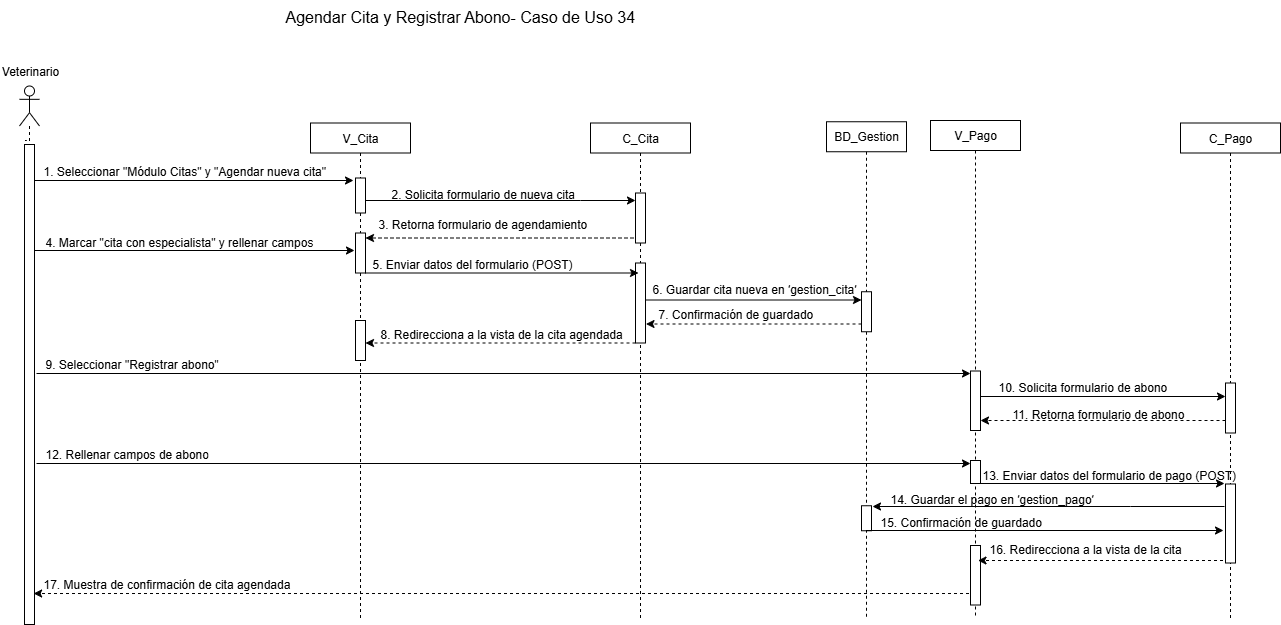 Agendar Cita y Registrar Abono- Caso de Uso 34
Veterinario
V_Cita
C_Cita
BD_Gestion
V_Pago
C_Pago
1. Seleccionar "Módulo Citas" y "Agendar nueva cita"
2. Solicita formulario de nueva cita
3. Retorna formulario de agendamiento
4. Marcar "cita con especialista" y rellenar campos
5. Enviar datos del formulario (POST)
6. Guardar cita nueva en 'gestion_cita'
7. Confirmación de guardado
8. Redirecciona a la vista de la cita agendada
9. Seleccionar "Registrar abono"
10. Solicita formulario de abono
11. Retorna formulario de abono
12. Rellenar campos de abono
13. Enviar datos del formulario de pago (POST)
14. Guardar el pago en 'gestion_pago'
15. Confirmación de guardado
16. Redirecciona a la vista de la cita
17. Muestra de confirmación de cita agendada